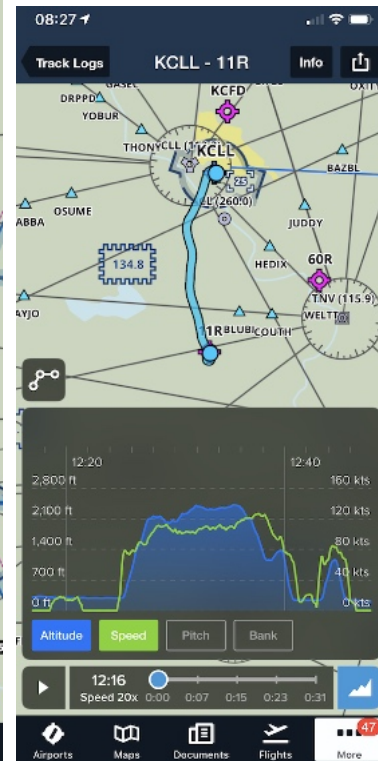 08:27
Track Logs KCLL - 11R Info
KCFD
DRPPD
YOBUR
KCLL
25
BAZBL
OSUME
ABBA
JUDDY
134.8
HEDIX
60R
TNV (115.9)
AYJO
WELTT
11R BLUBL COUTH
12:20 12:40
2,800 ft 160 kts
2,100 ft 120 kts
1,400 ft 80 kts
700 ft 40 kts
0 ft 0 kts
Altitude Speed Pitch Bank
12:16
Speed 20x 0:00 0:07 0:15 0:23 0:31
47
Airports Maps Documents Flights More